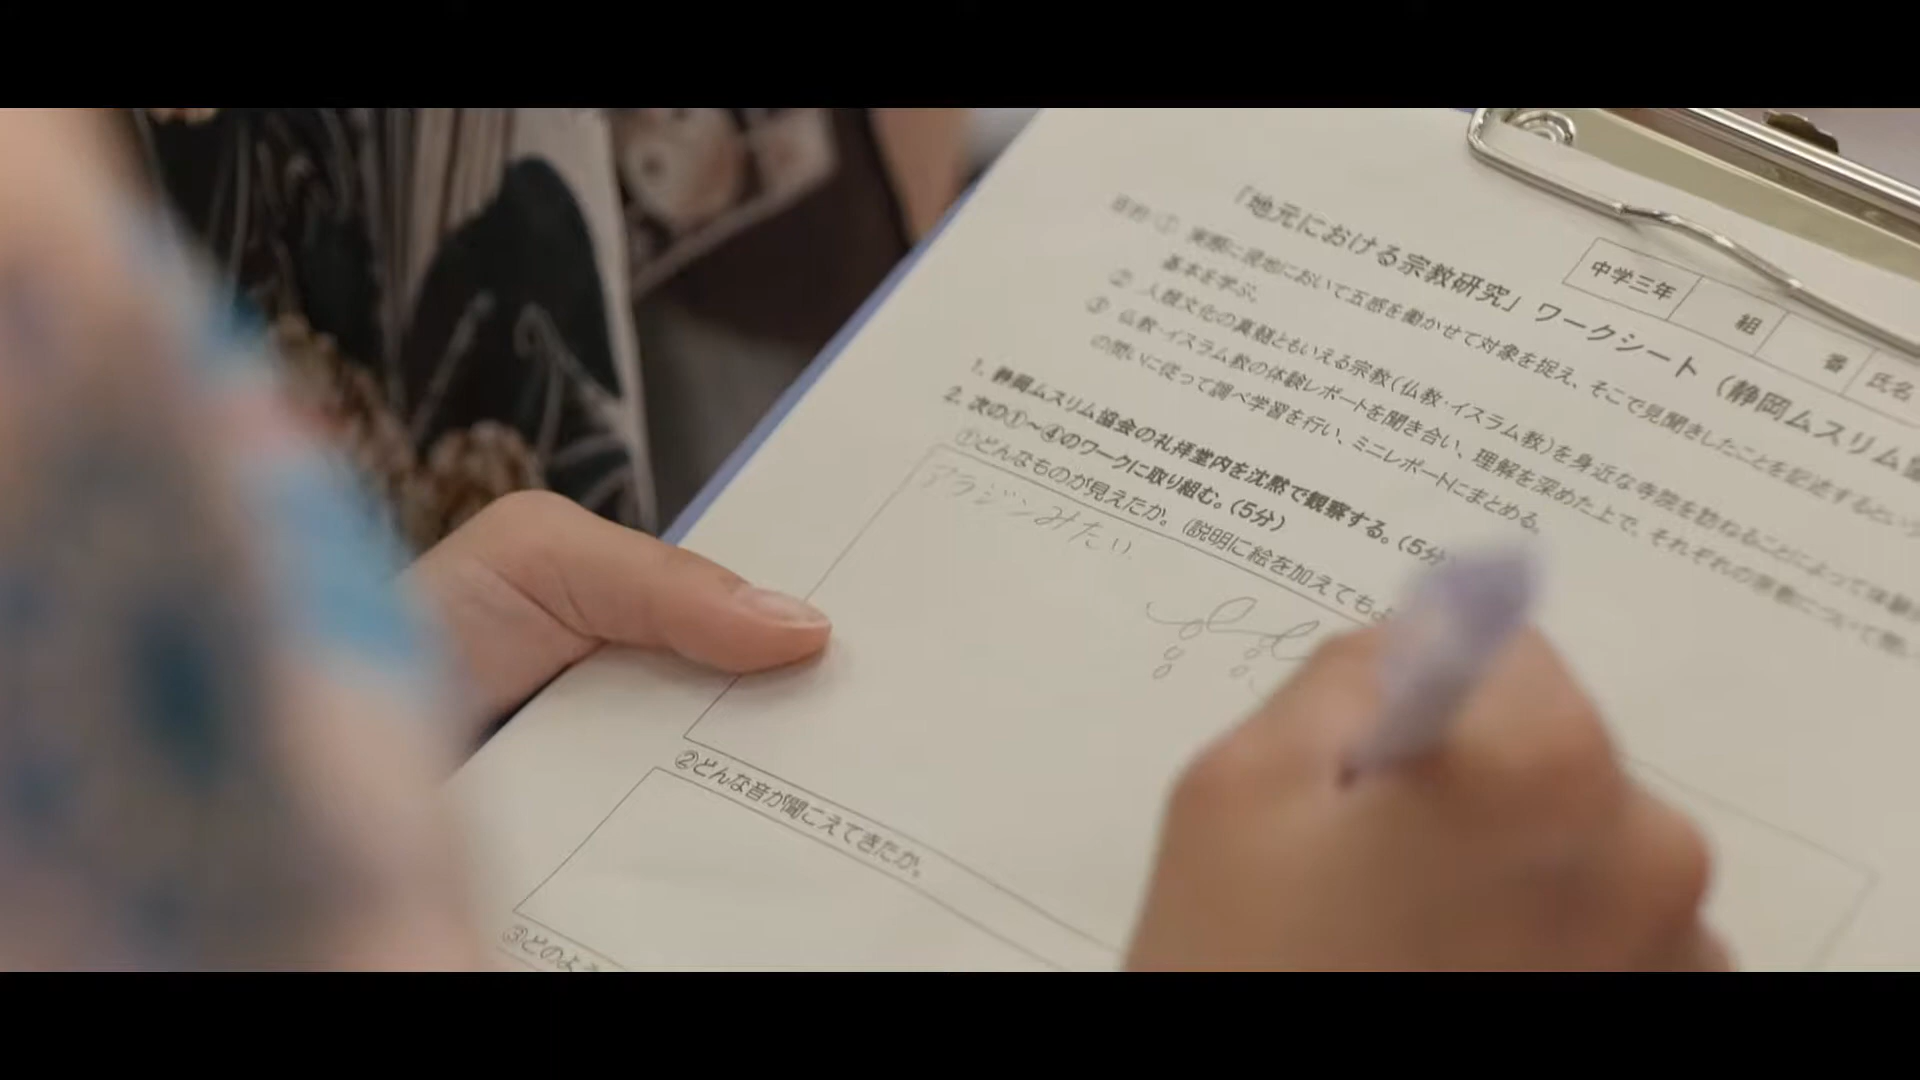 「地元における宗教研究」ワークシート(静岡ムスリム協
中学三年 組 番 氏名
目的 ① 実際に現地において五感を働かせて対象を捉え、そこで見聞きしたことを記述するという
基本を学ぶ。
② 人類文化の真髄ともいえる宗教(仏教・イスラム教)を身近な寺院を訪ねることによって体験
③ 仏教・イスラム教の体験レポートを聞き合い、理解を深めた上で、それぞれの宗教について
の問いに従って調べ学習を行い、ミニレポートにまとめる。
1. 静岡ムスリム協会の礼拝堂内を沈黙で観察する。(5分
2. 次の①～④のワークに取り組む。(5分)
①どんなものが見えたか。(説明に絵を加えてもよ
アラジンみたい
②どんな音が聞こえてきたか。
③どのよう